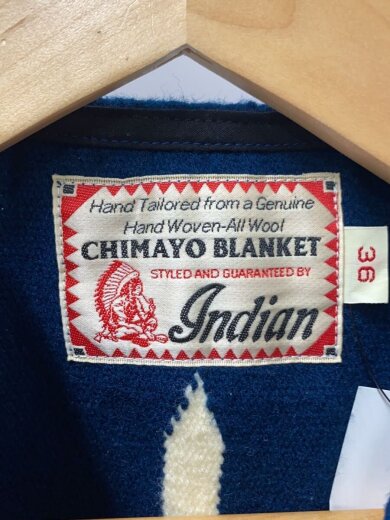 Hand Tailored from a Genuine
Hand Woven-All Wool
CHIMAYO BLANKET
STYLED AND GUARANTEED BY
Indian
36